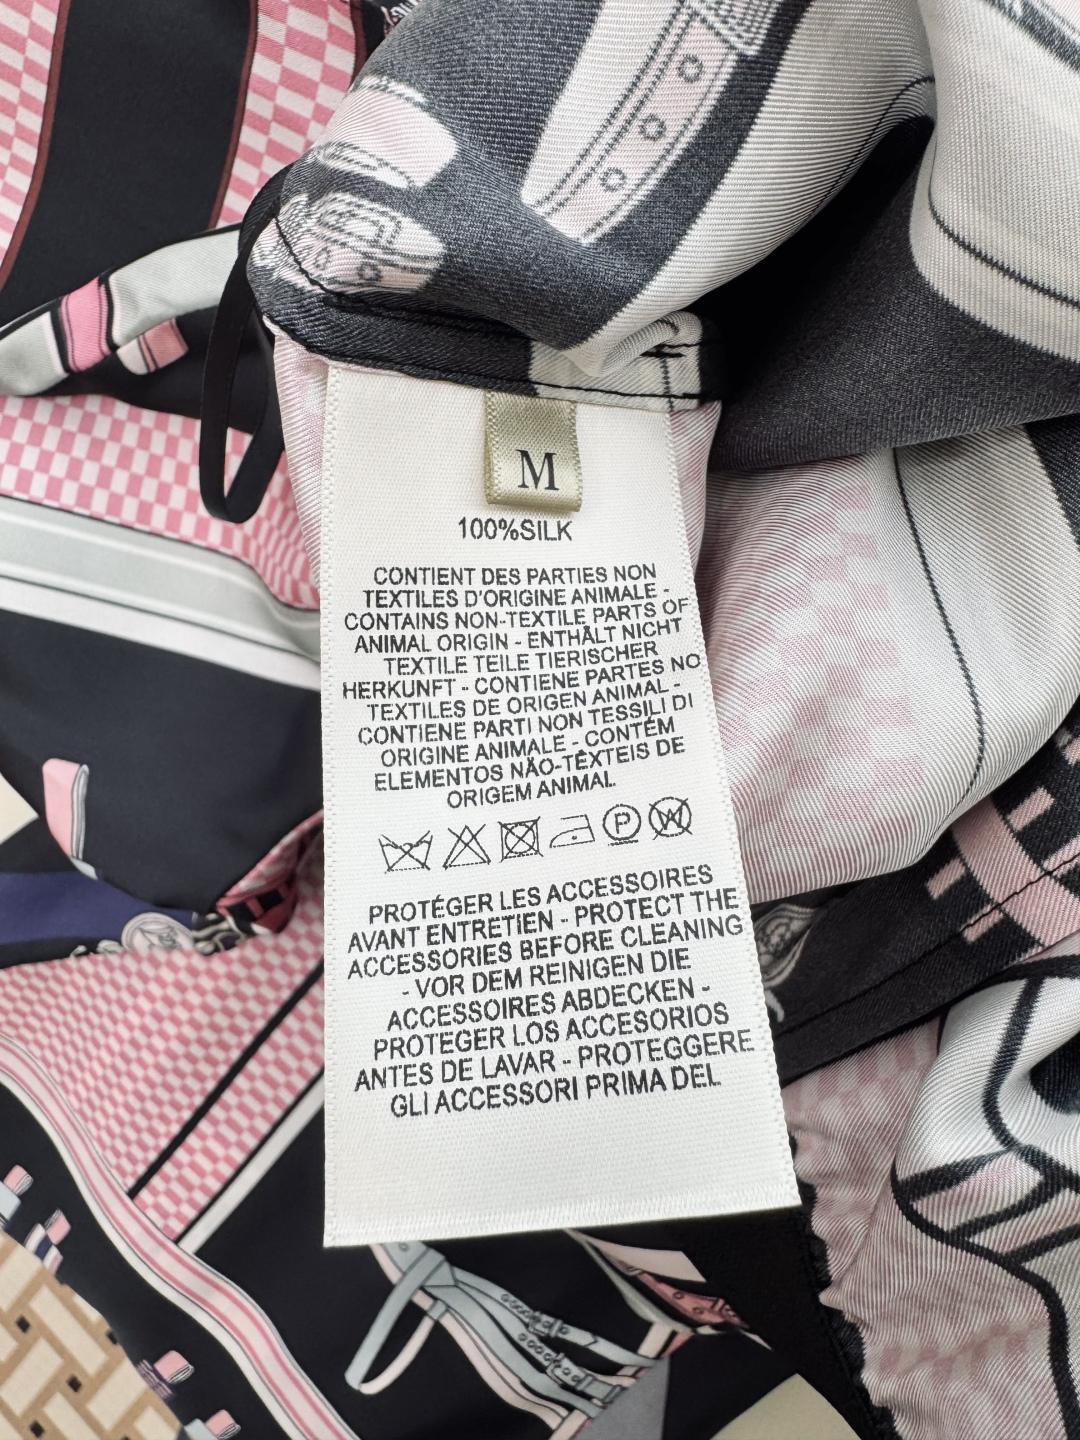 M
100%SILK
CONTIENT DES PARTIES NON
TEXTILES D'ORIGINE ANIMALE -
CONTAINS NON-TEXTILE PARTS OF
ANIMAL ORIGIN - ENTHÄLT NICHT
TEXTILE TEILE TIERISCHER
HERKUNFT - CONTIENE PARTES NO
TEXTILES DE ORIGEN ANIMAL -
CONTIENE PARTI NON TESSILI DI
ORIGINE ANIMALE - CONTÉM
ELEMENTOS NÃO-TÊXTEIS DE
ORIGEM ANIMAL
P W
PROTÉGER LES ACCESSOIRES
AVANT ENTRETIEN - PROTECT THE
ACCESSORIES BEFORE CLEANING
- VOR DEM REINIGEN DIE
ACCESSOIRES ABDECKEN -
PROTEGER LOS ACCESORIOS
ANTES DE LAVAR - PROTEGGERE
GLI ACCESSORI PRIMA DEL